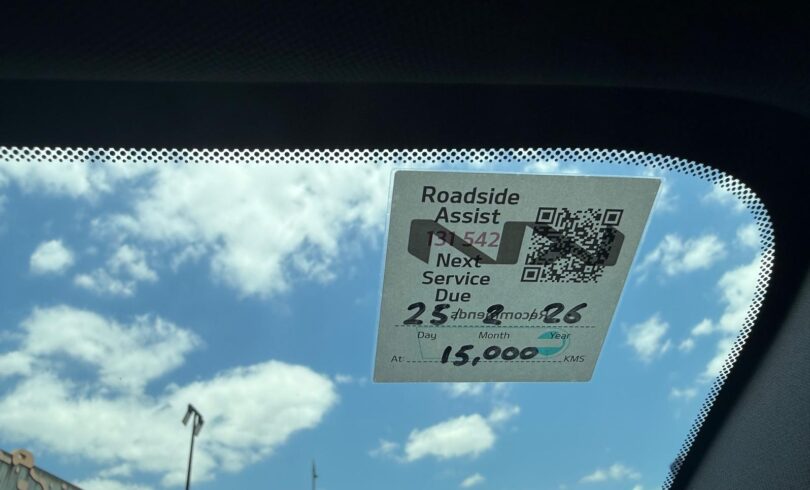 Roadside
Assist
131 542
Next
Service
Due
25 / 2 / 26
Day Month Year
At: 15,000 KMS